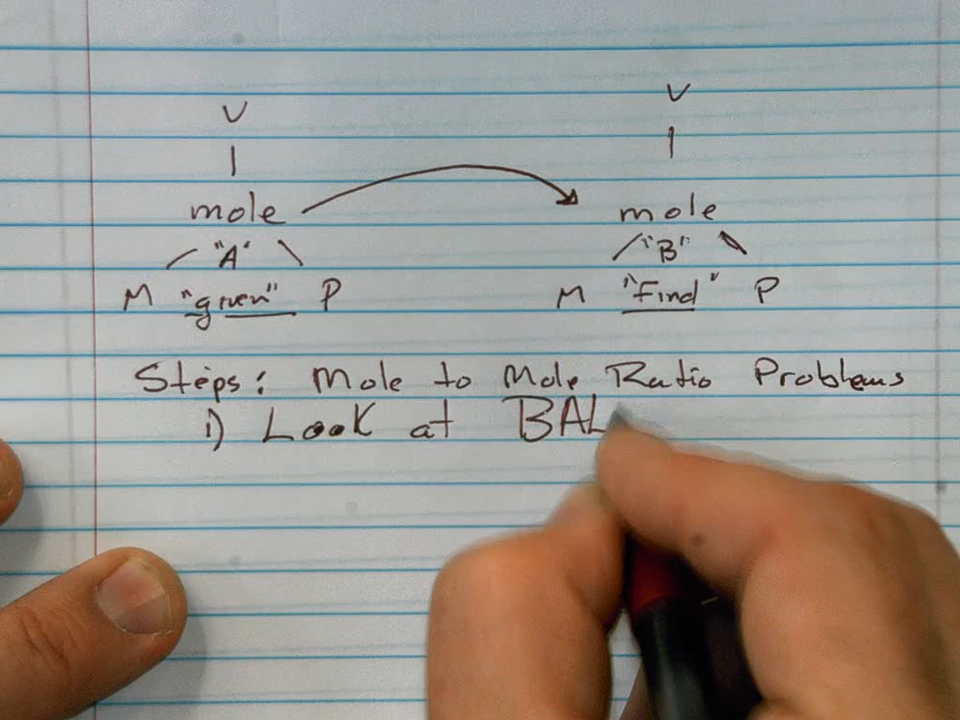 V V
| |
mole mole
"A" "B"
M "given" P M "Find" P
Steps: Mole to Mole Ratio Problems
1) Look at BAL